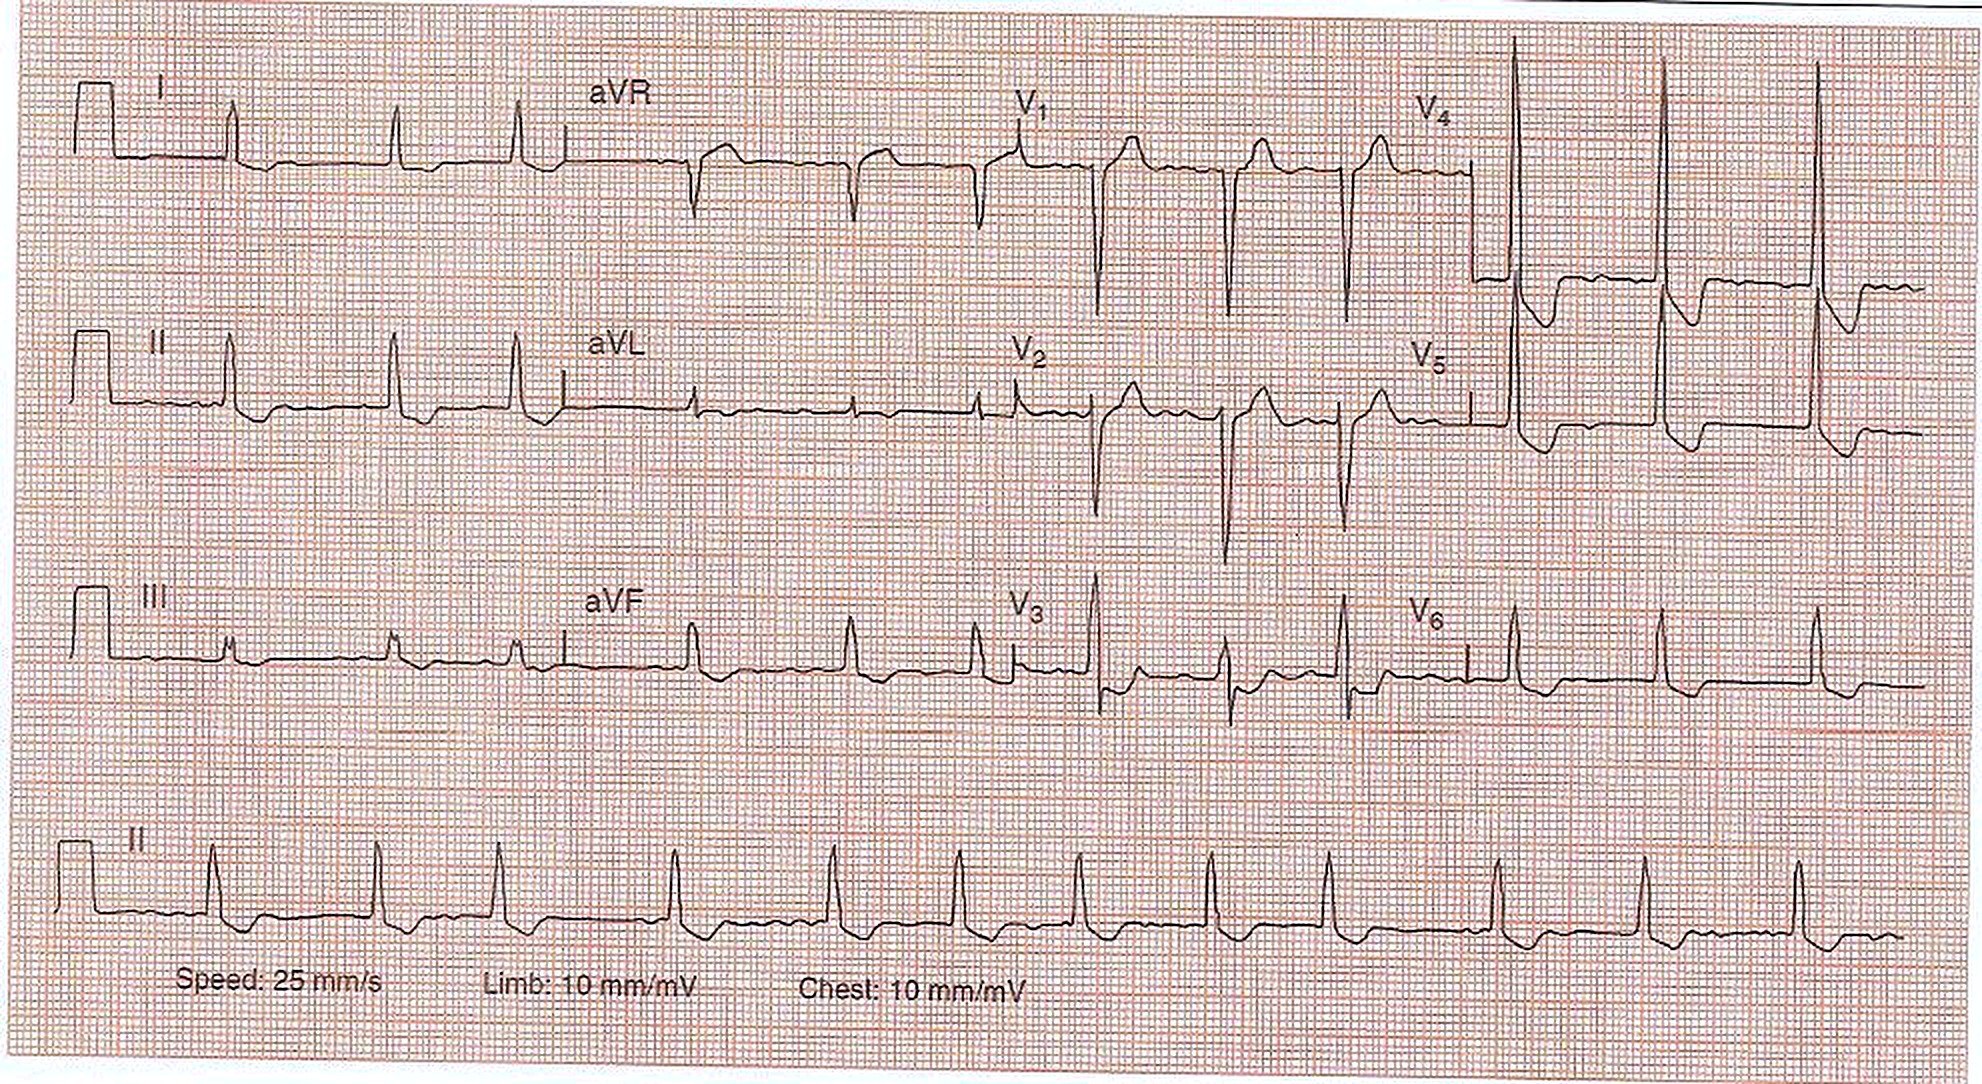 I aVR V1 V4
II aVL V2 V5
III aVF V3 V6
II
Speed: 25 mm/s Limb: 10 mm/mV Chest: 10 mm/mV